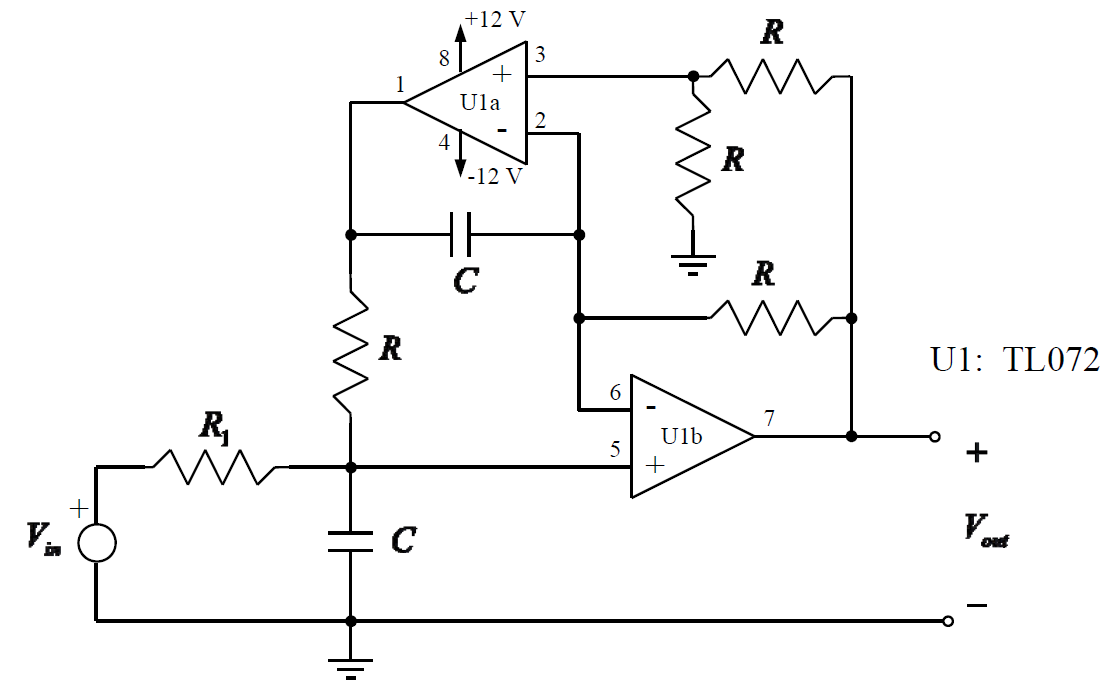 +12 V
R
8
3
1
+
U1a
2
-
4
-12 V
R
C
R
R
U1: TL072
6
-
7
U1b
5
+
R1
+
Vin
C
+
Vout
−